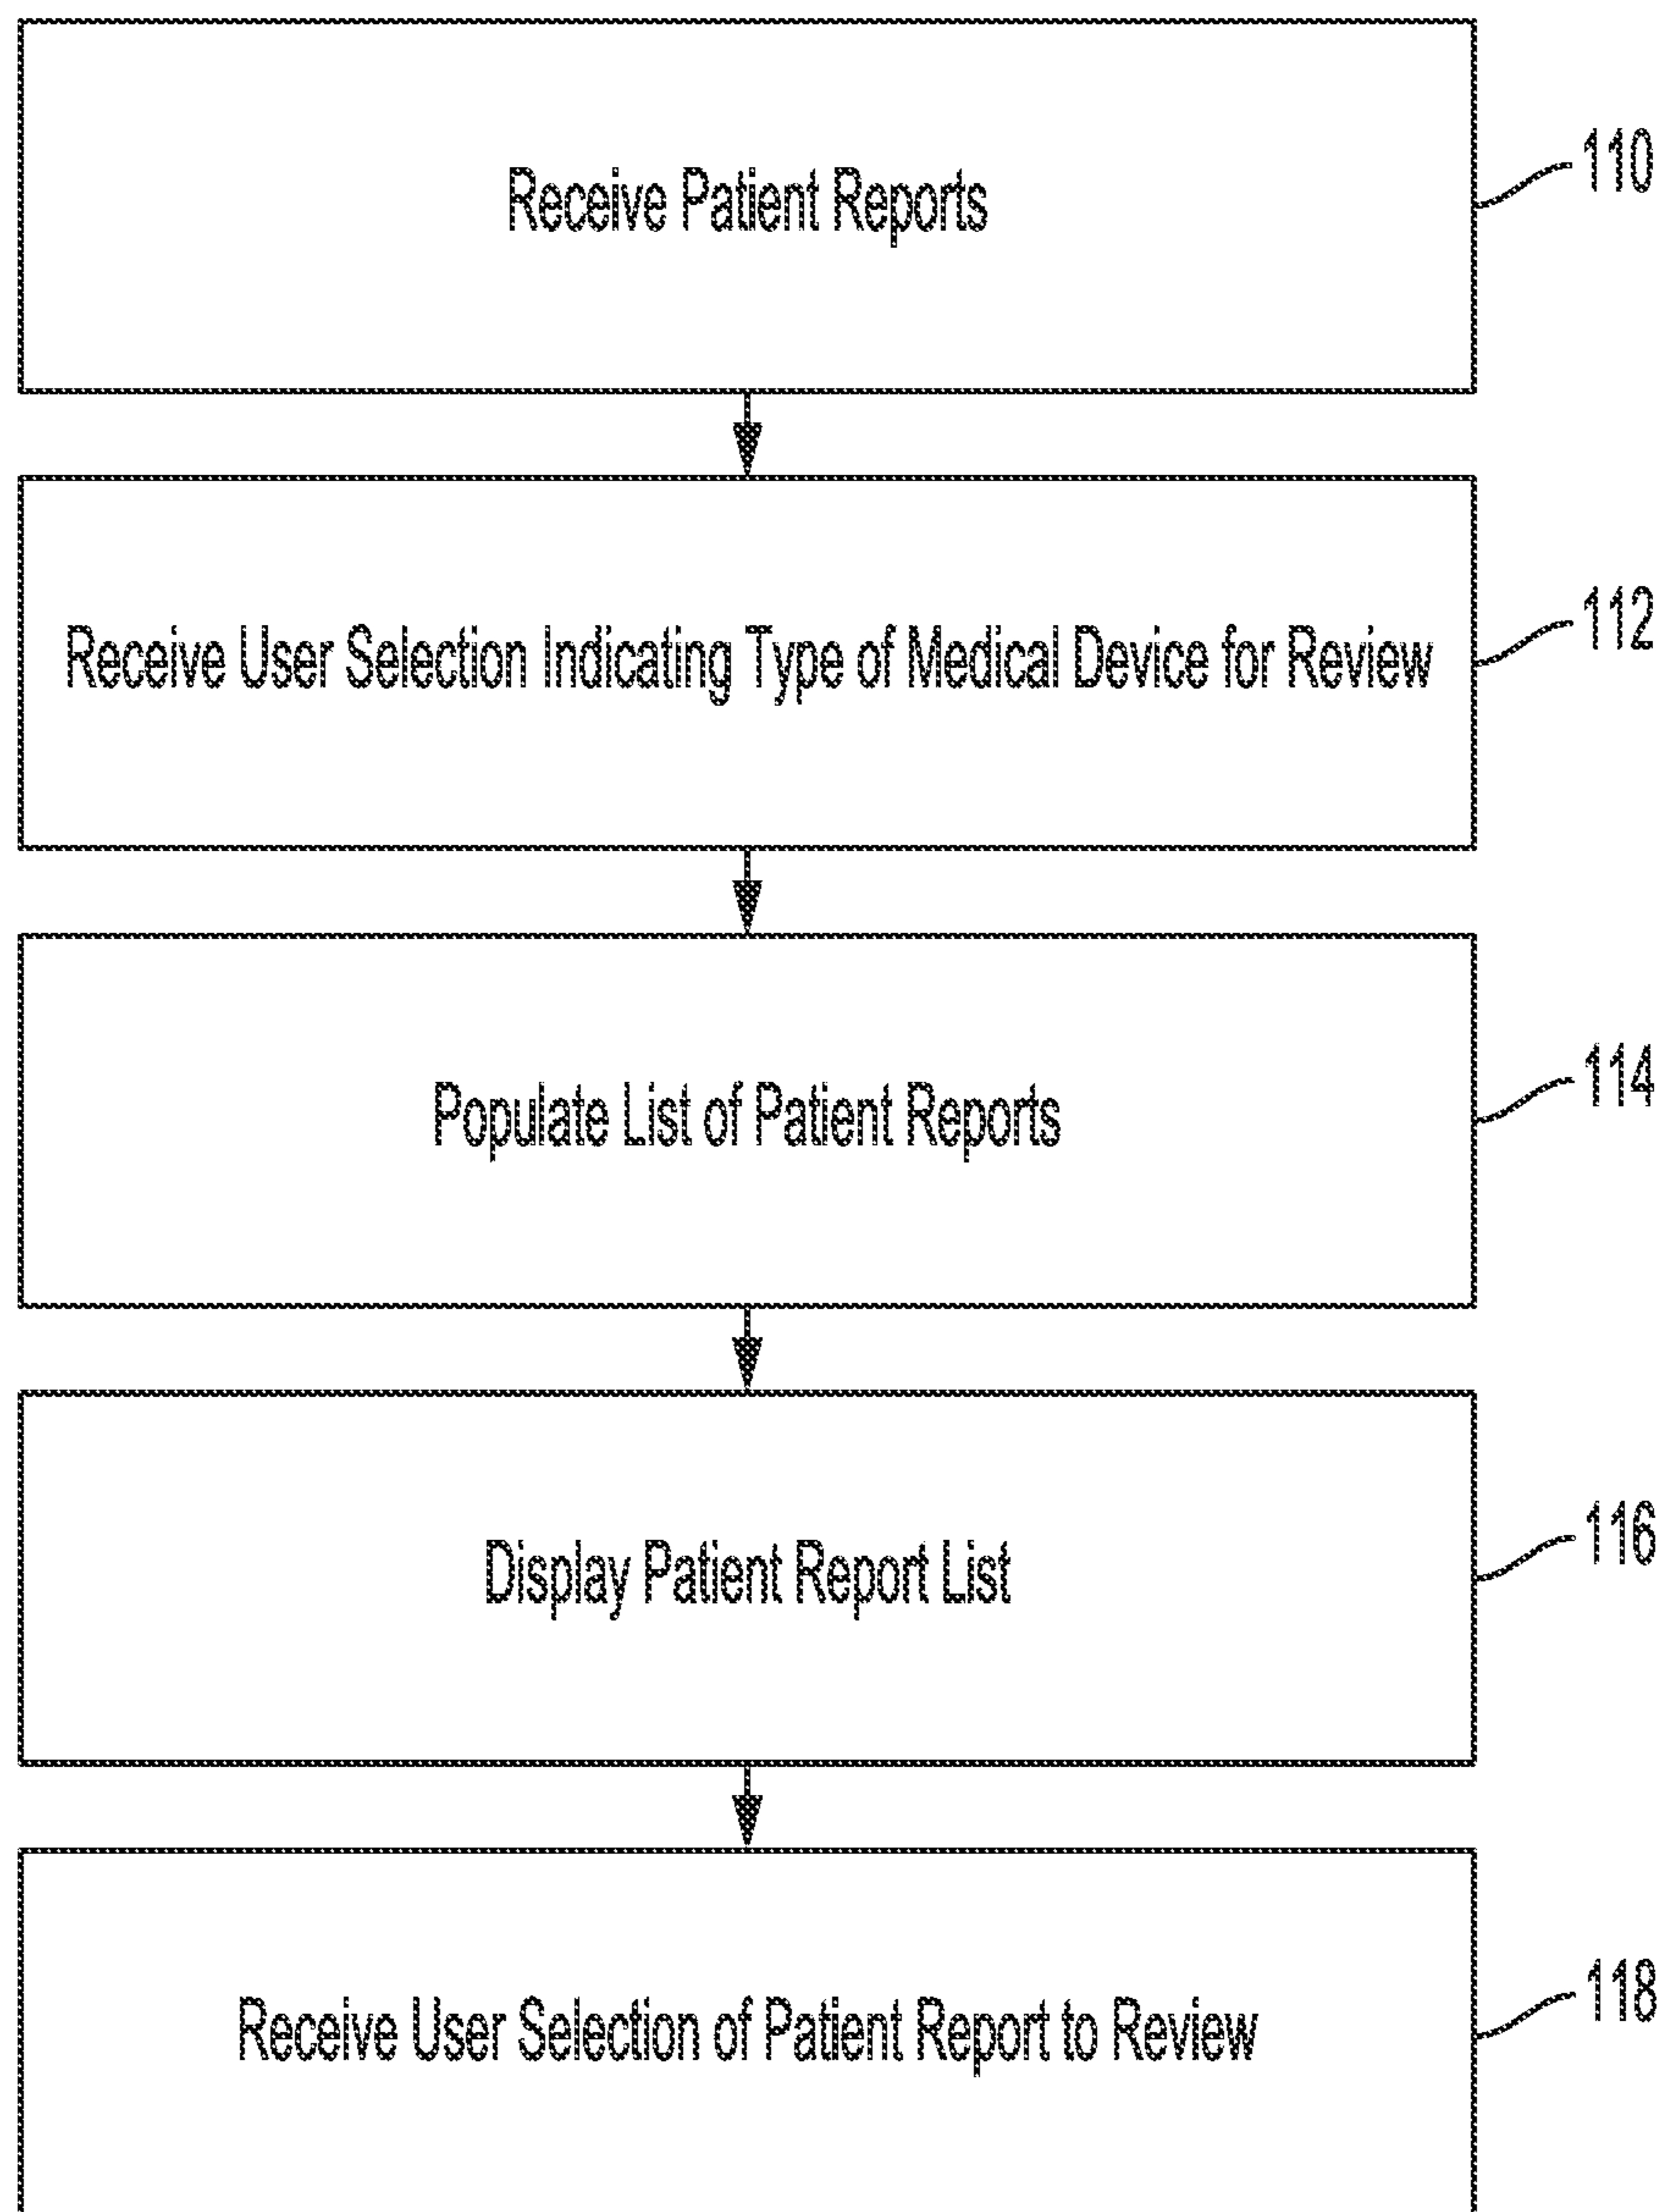 Receive Patient Reports
110
Receive User Selection Indicating Type of Medical Device for Review
112
Populate List of Patient Reports
114
Display Patient Report List
116
Receive User Selection of Patient Report to Review
118